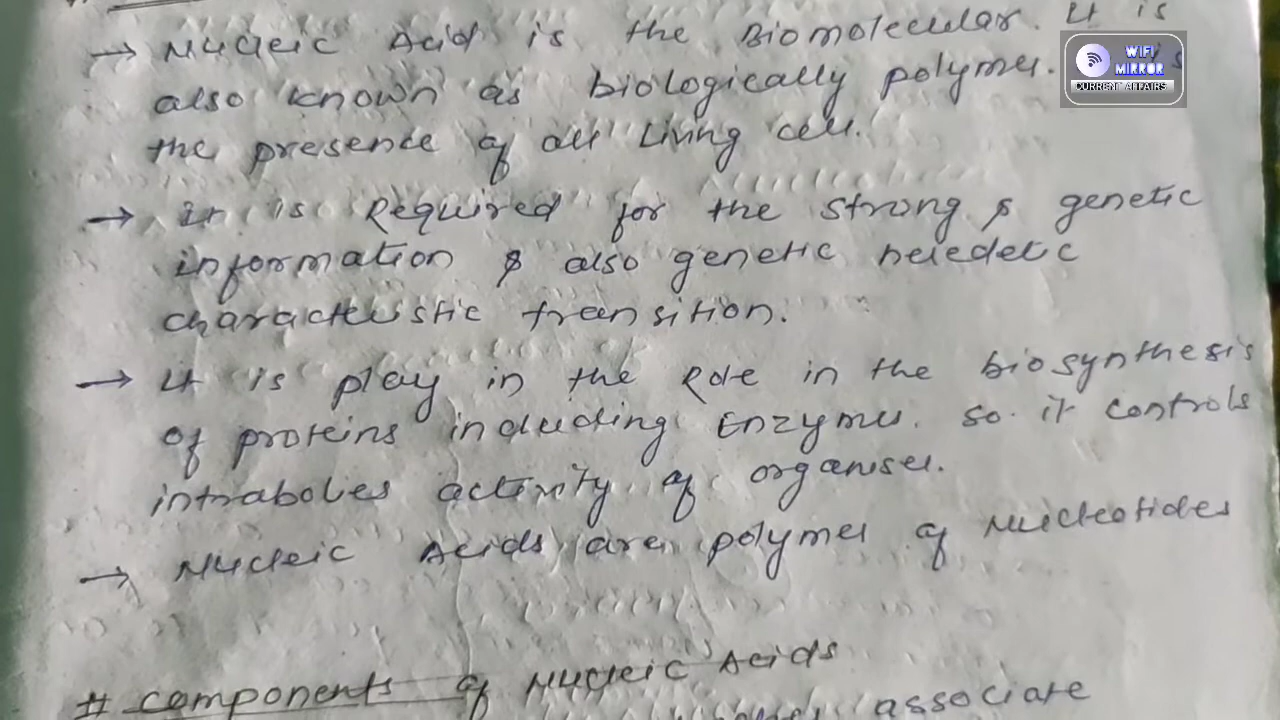 → Nucleic Acid is the Biomolecular. It is
also known as biologically polymer.
the presence of all Living cell.
→ It is Required for the strong & genetic
information & also genetic heledetc
characteristic transition.
→ It is play in the Role in the biosynthesis
of proteins including Enzymes. so it controls
intraboles activity of organises.
→ Nucleic Acids are polymer of Nucleotides
# components of Nucleic Acids
associate
WIFI
MIRROR
CURRENT AFFAIRS